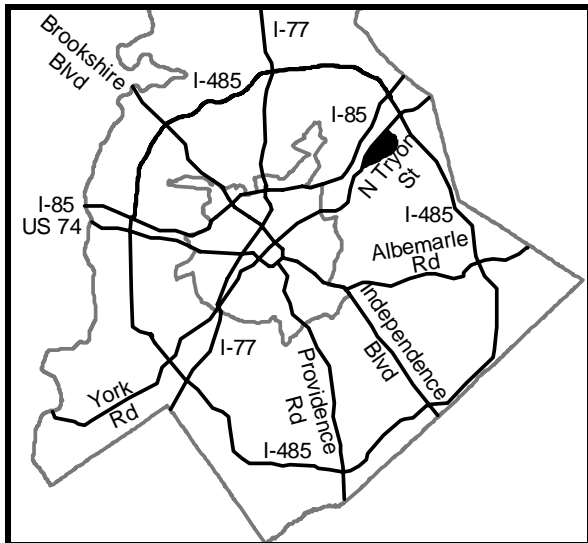 I-77
Brookshire
Blvd
I-485
I-85
N Tryon
St
I-85
US 74
I-485
Albemarle
Rd
Independence
Blvd
I-77
Providence
Rd
York
Rd
I-485